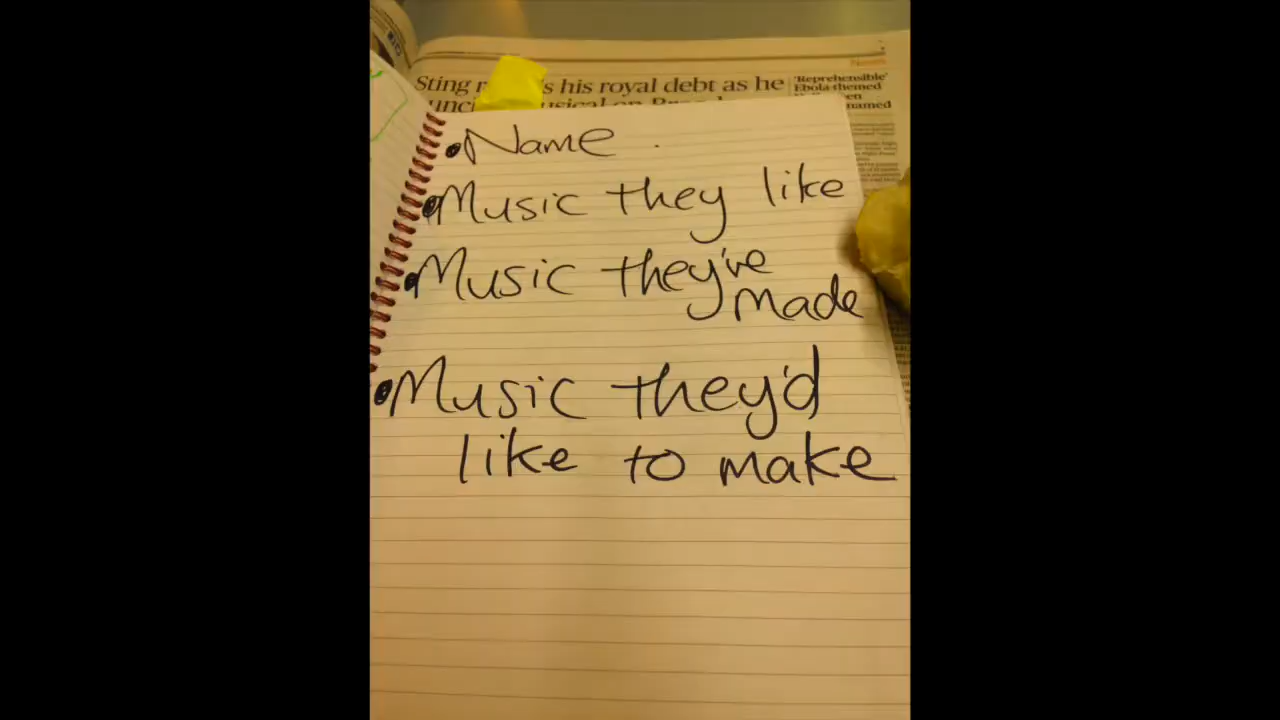 News
Sting his royal debt as he
'Reprehensible'
Ebola themed
named
• Name .
• Music they like
• Music they've
made
• Music they'd
like to make